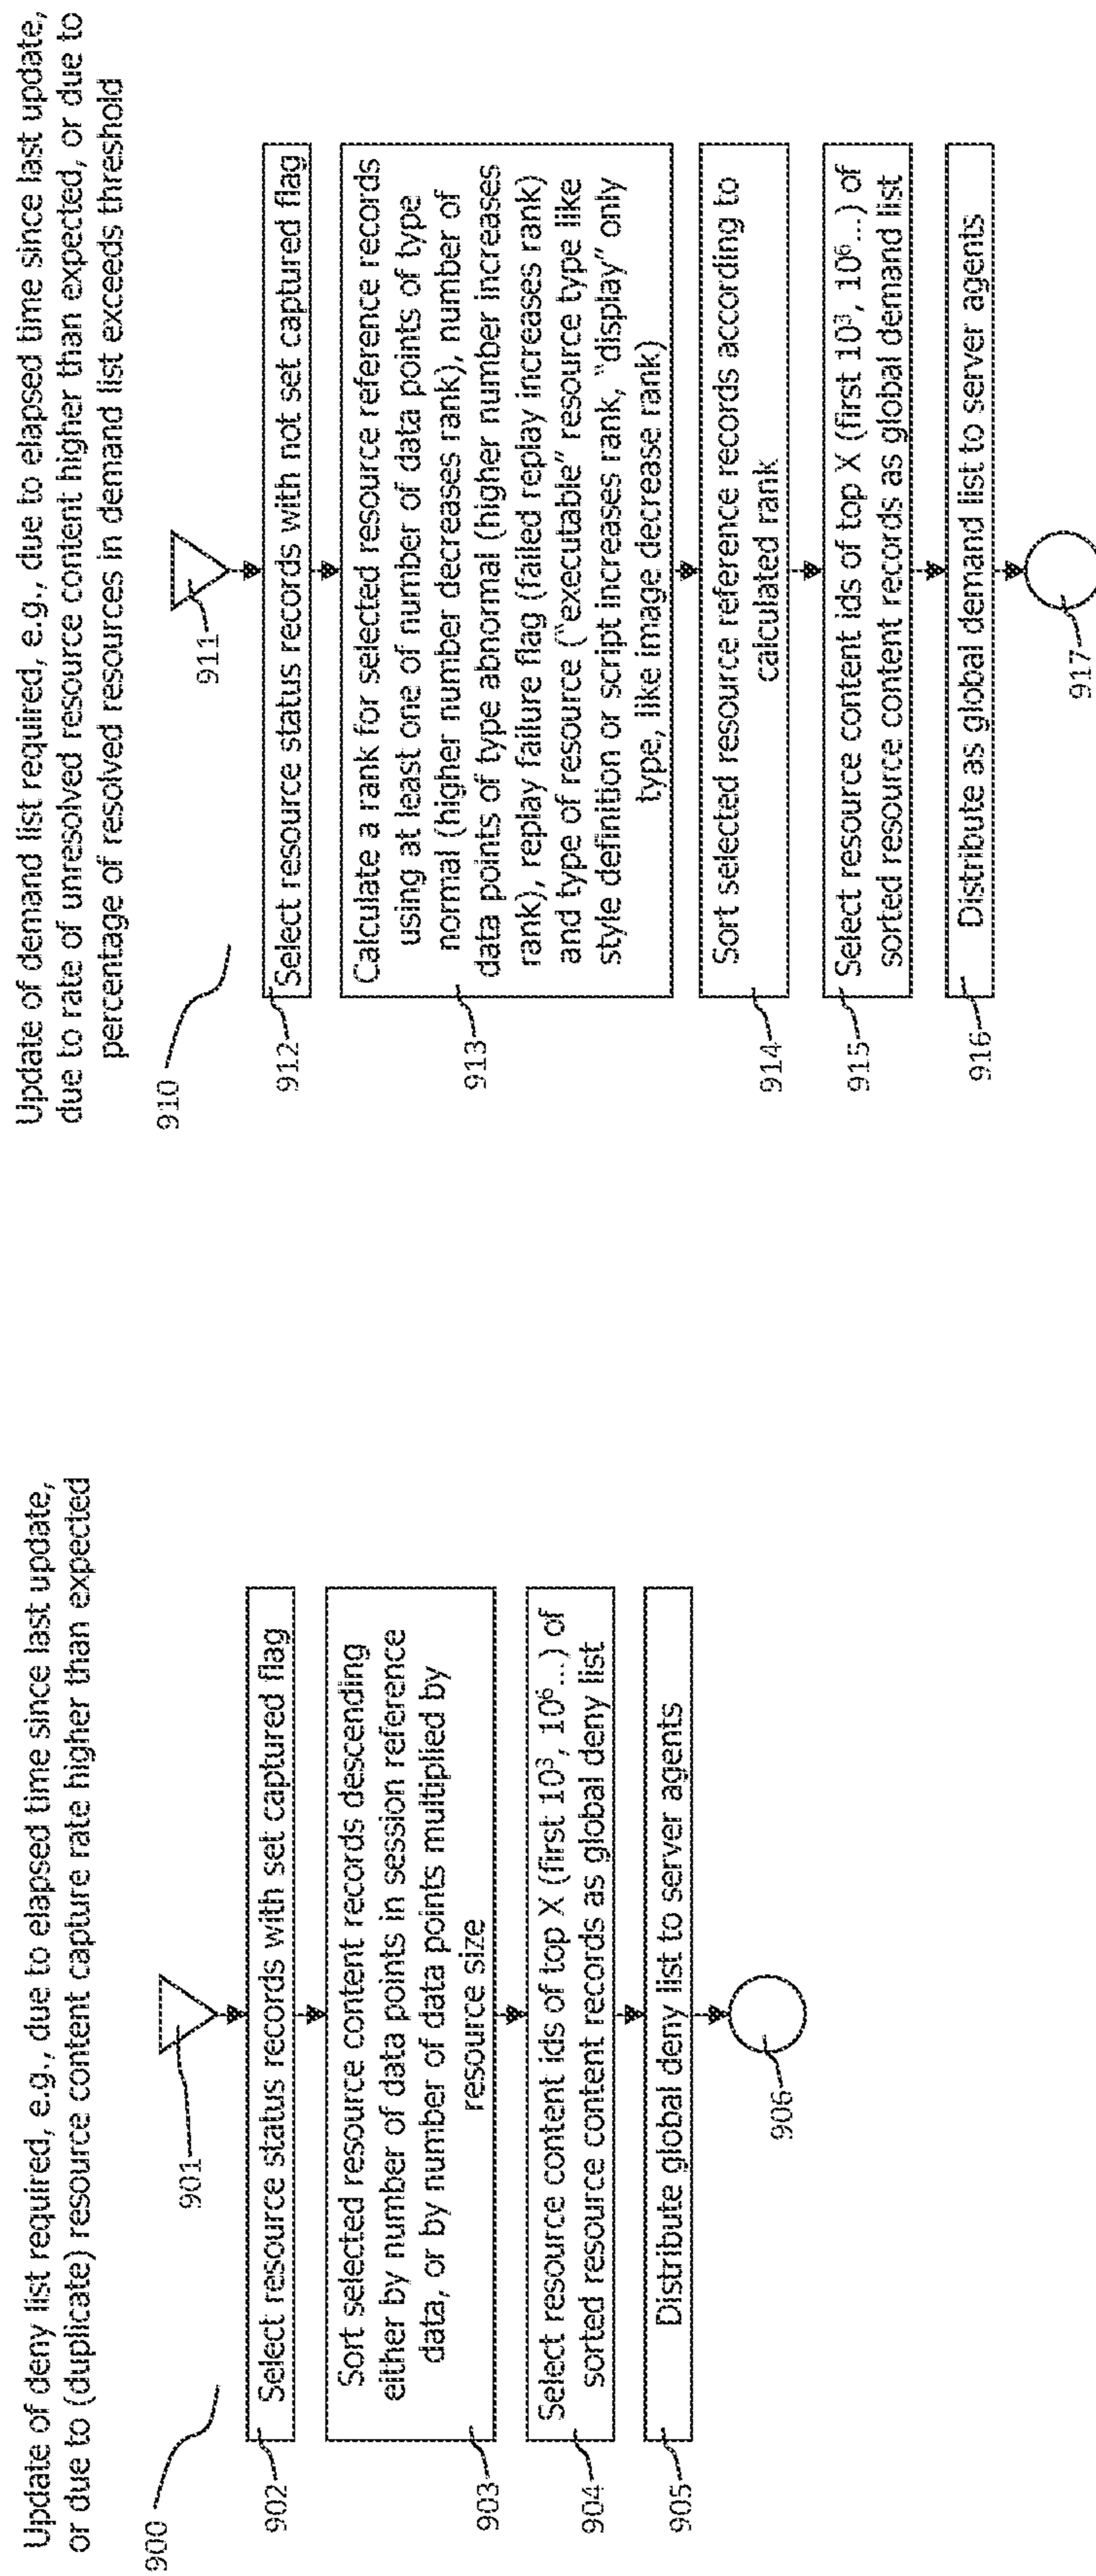 Update of deny list required, e.g., due to elapsed time since last update,
or due to (duplicate) resource content capture rate higher than expected
900
901
902
Select resource status records with set captured flag
903
Sort selected resource content records descending
either by number of data points in session reference
data, or by number of data points multiplied by
resource size
904
Select resource content ids of top X (first 10³, 10⁶...) of
sorted resource content records as global deny list
905
Distribute global deny list to server agents
906
Update of demand list required, e.g., due to elapsed time since last update,
due to rate of unresolved resource content higher than expected, or due to
percentage of resolved resources in demand list exceeds threshold
910
911
912
Select resource status records with not set captured flag
913
Calculate a rank for selected resource reference records
using at least one of number of data points of type
normal (higher number decreases rank), number of
data points of type abnormal (higher number increases
rank), replay failure flag (failed replay increases rank)
and type of resource (“executable” resource type like
style definition or script increases rank, “display” only
type, like image decrease rank)
914
Sort selected resource reference records according to
calculated rank
915
Select resource content ids of top X (first 10³, 10⁶...) of
sorted resource content records as global demand list
916
Distribute as global demand list to server agents
917